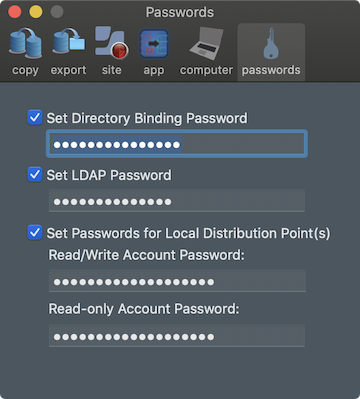 Passwords
copy export site app computer passwords
Set Directory Binding Password
●●●●●●●●●●●●●●●
Set LDAP Password
●●●●●●●●●●●●●●
Set Passwords for Local Distribution Point(s)
Read/Write Account Password:
●●●●●●●●●●●●●●●●●●●
Read-only Account Password:
●●●●●●●●●●●●●●●●●●●